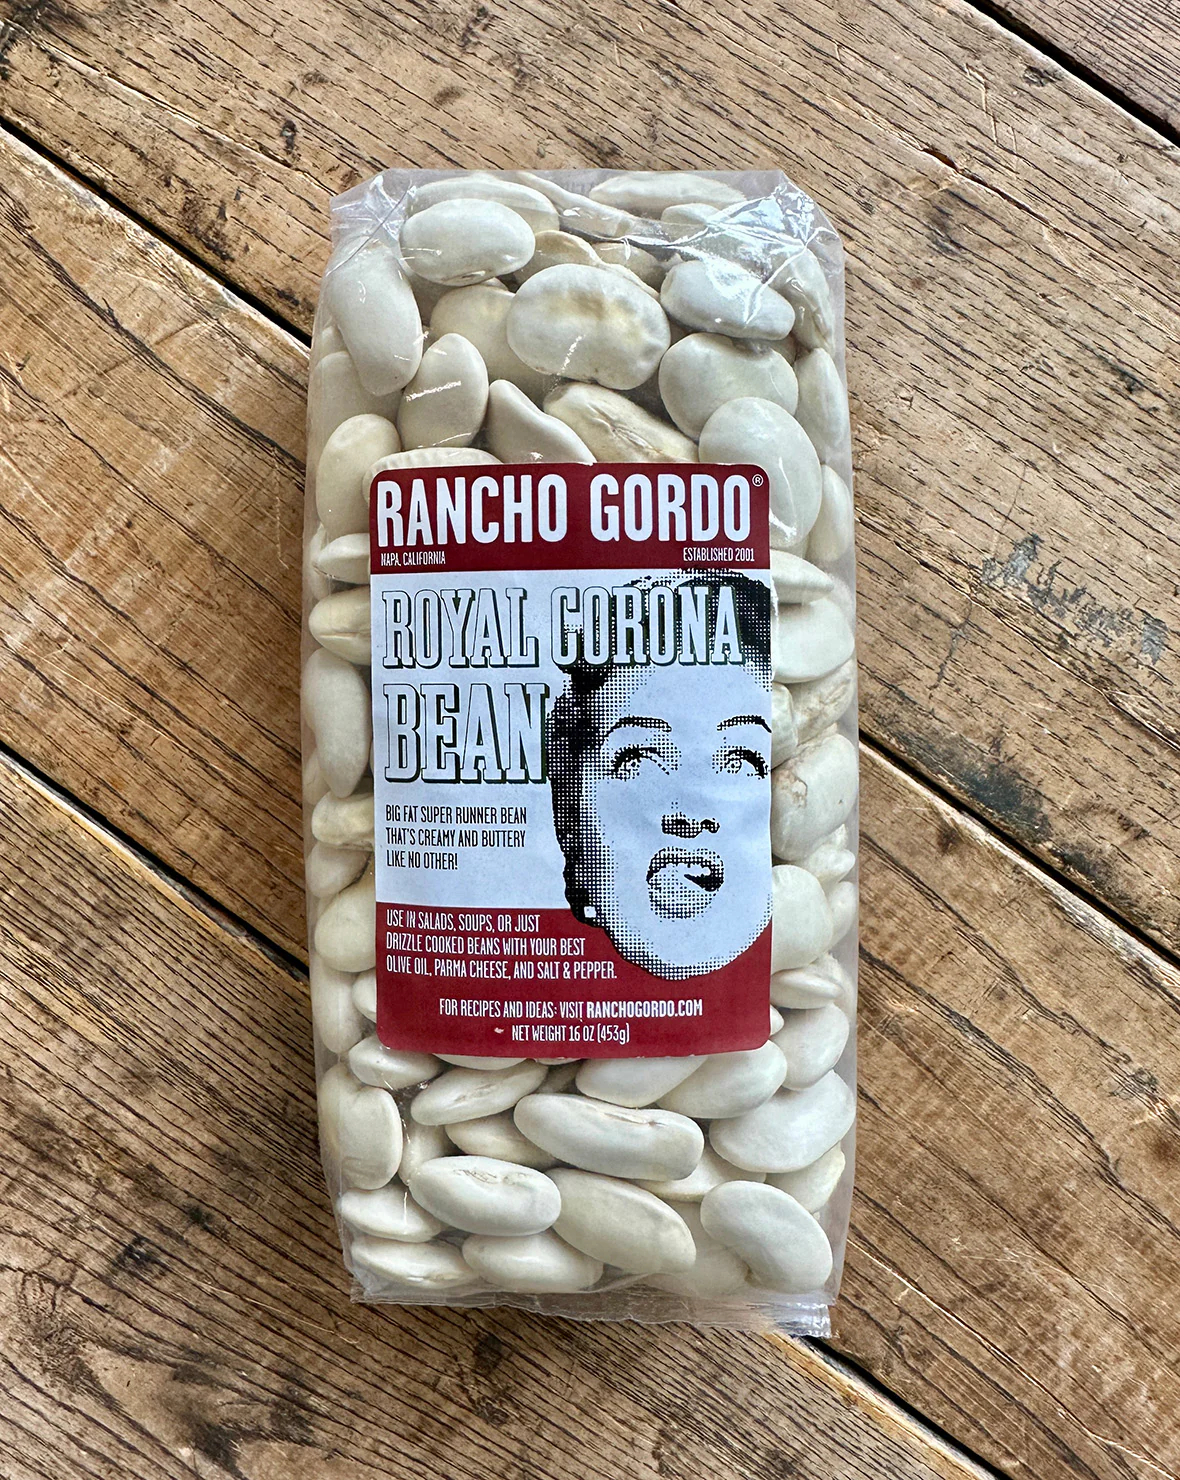 RANCHO GORDO®
NAPA, CALIFORNIA ESTABLISHED 2001
ROYAL CORONA
BEAN
BIG FAT SUPER RUNNER BEAN
THAT'S CREAMY AND BUTTERY
LIKE NO OTHER!
USE IN SALADS, SOUPS, OR JUST
DRIZZLE COOKED BEANS WITH YOUR BEST
OLIVE OIL, PARMA CHEESE, AND SALT & PEPPER.
FOR RECIPES AND IDEAS: VISIT RANCHOGORDO.COM
NET WEIGHT 16 OZ (453g)